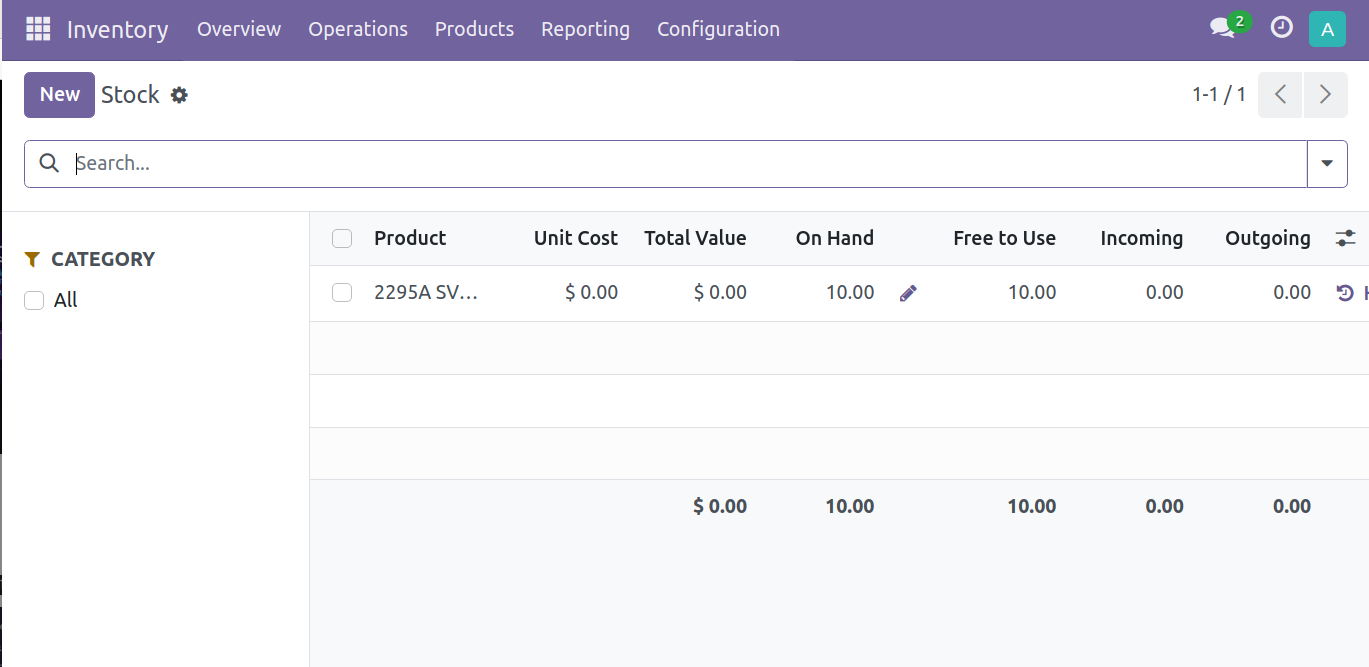 Inventory Overview Operations Products Reporting Configuration 2 A
New Stock 1-1 / 1
Search...
CATEGORY
All
Product Unit Cost Total Value On Hand Free to Use Incoming Outgoing
2295A SV... $ 0.00 $ 0.00 10.00 10.00 0.00 0.00
$ 0.00 10.00 10.00 0.00 0.00